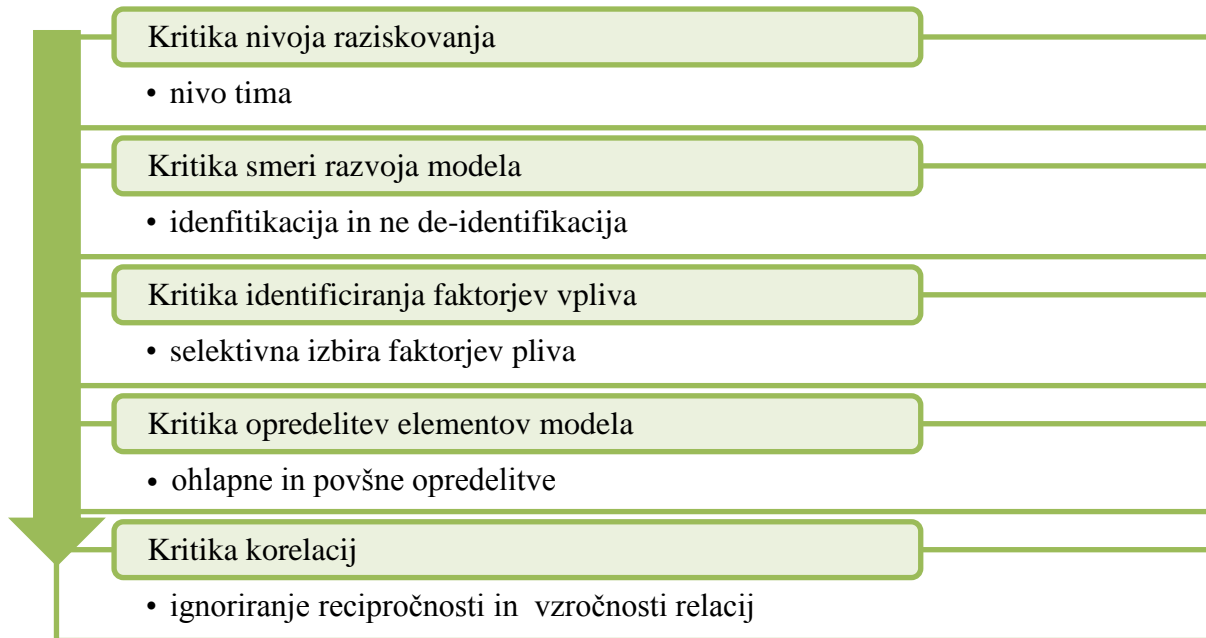 Kritika nivoja raziskovanja
• nivo tima
Kritika smeri razvoja modela
• idenfitikacija in ne de-identifikacija
Kritika identificiranja faktorjev vpliva
• selektivna izbira faktorjev pliva
Kritika opredelitev elementov modela
• ohlapne in povšne opredelitve
Kritika korelacij
• ignoriranje recipročnosti in vzročnosti relacij